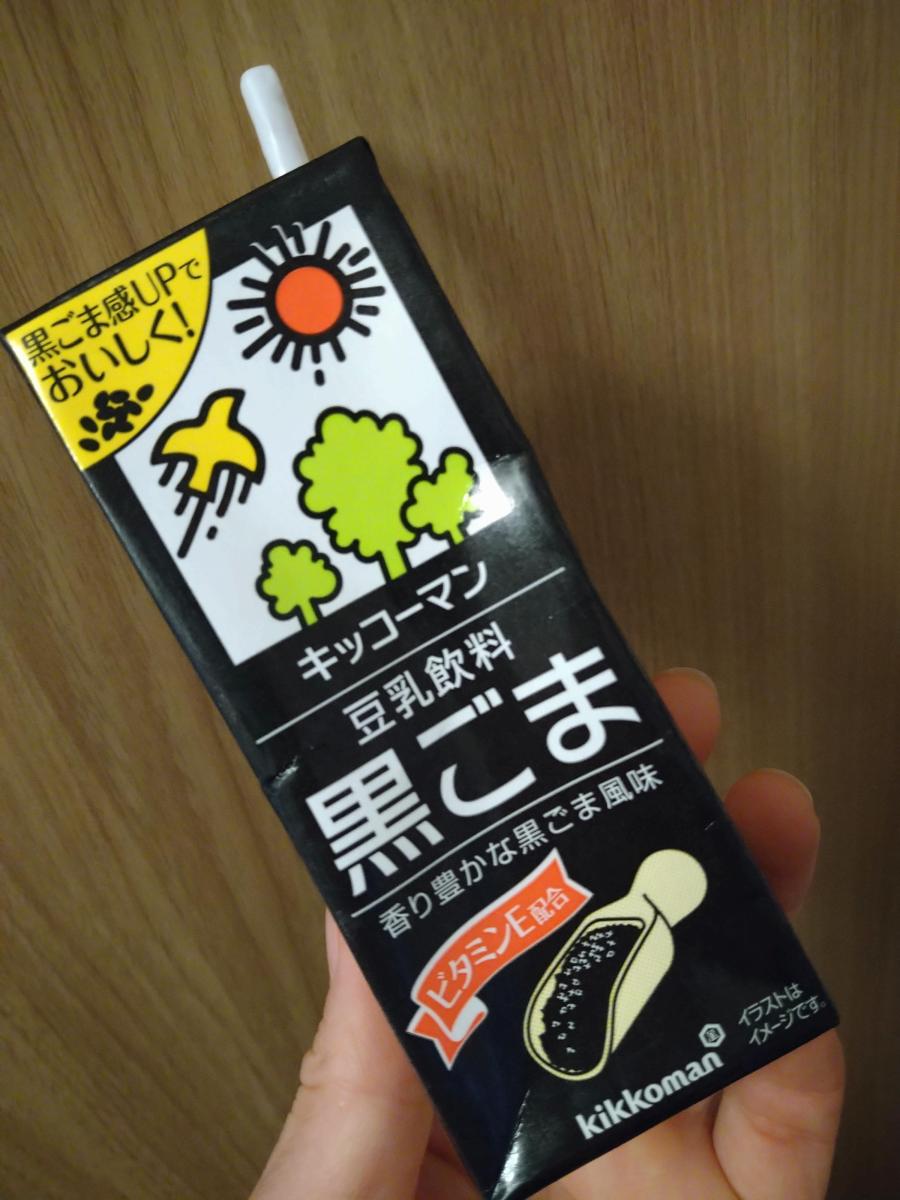 黒ごま感UPで
おいしく!
キッコーマン
豆乳飲料
黒ごま
香り豊かな黒ごま風味
ビタミンE配合
イラストは
イメージです。
kikkoman